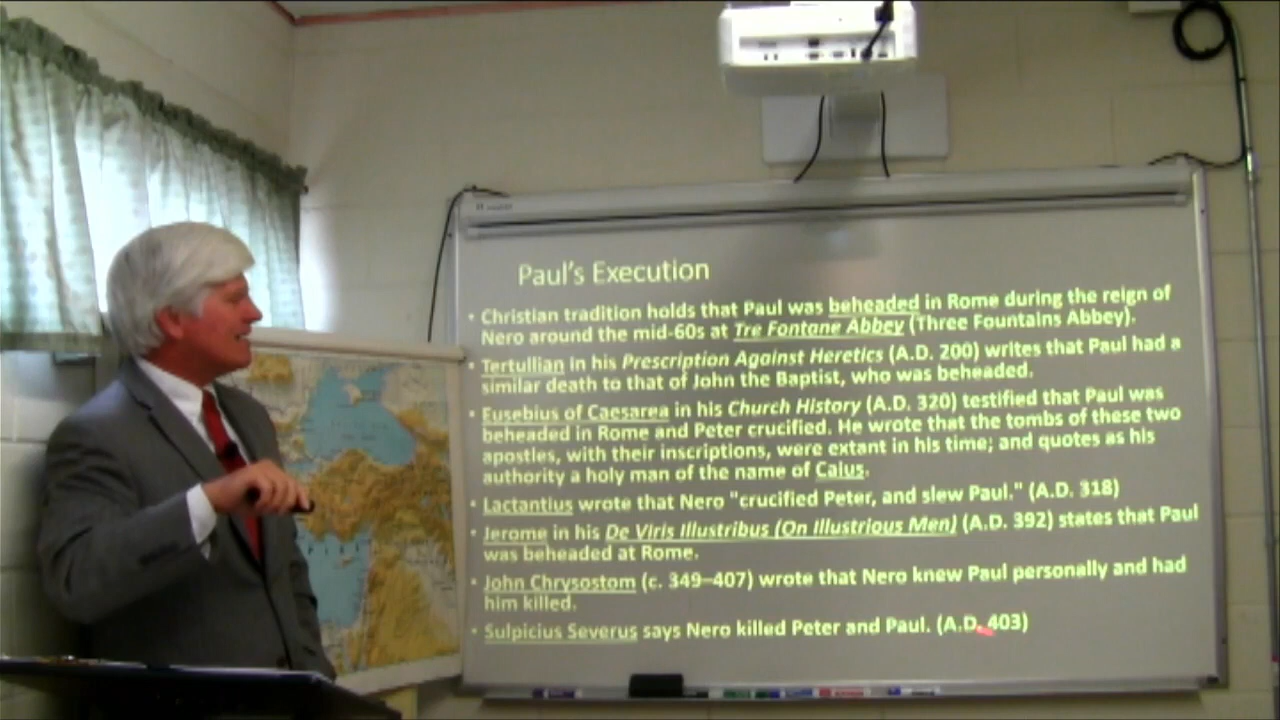 Paul's Execution
• Christian tradition holds that Paul was beheaded in Rome during the reign of
Nero around the mid-60s at Tre Fontane Abbey (Three Fountains Abbey).
• Tertullian in his Prescription Against Heretics (A.D. 200) writes that Paul had a
similar death to that of John the Baptist, who was beheaded.
• Eusebius of Caesarea in his Church History (A.D. 320) testified that Paul was
beheaded in Rome and Peter crucified. He wrote that the tombs of these two
apostles, with their inscriptions, were extant in his time; and quotes as his
authority a holy man of the name of Caius.
• Lactantius wrote that Nero "crucified Peter, and slew Paul." (A.D. 318)
• Jerome in his De Viris Illustribus (On Illustrious Men) (A.D. 392) states that Paul
was beheaded at Rome.
• John Chrysostom (c. 349–407) wrote that Nero knew Paul personally and had
him killed.
• Sulpicius Severus says Nero killed Peter and Paul. (A.D. 403)